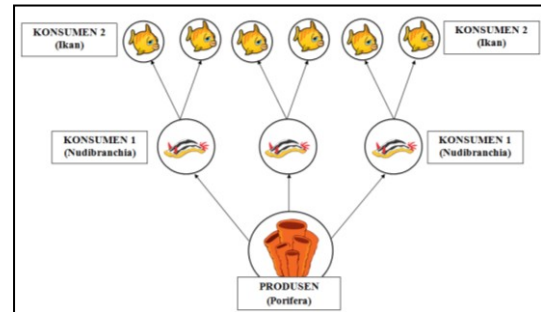 KONSUMEN 2
(Ikan)
KONSUMEN 2
(Ikan)
KONSUMEN 1
(Nudibranchia)
KONSUMEN 1
(Nudibranchia)
PRODUSEN
(Porifera)